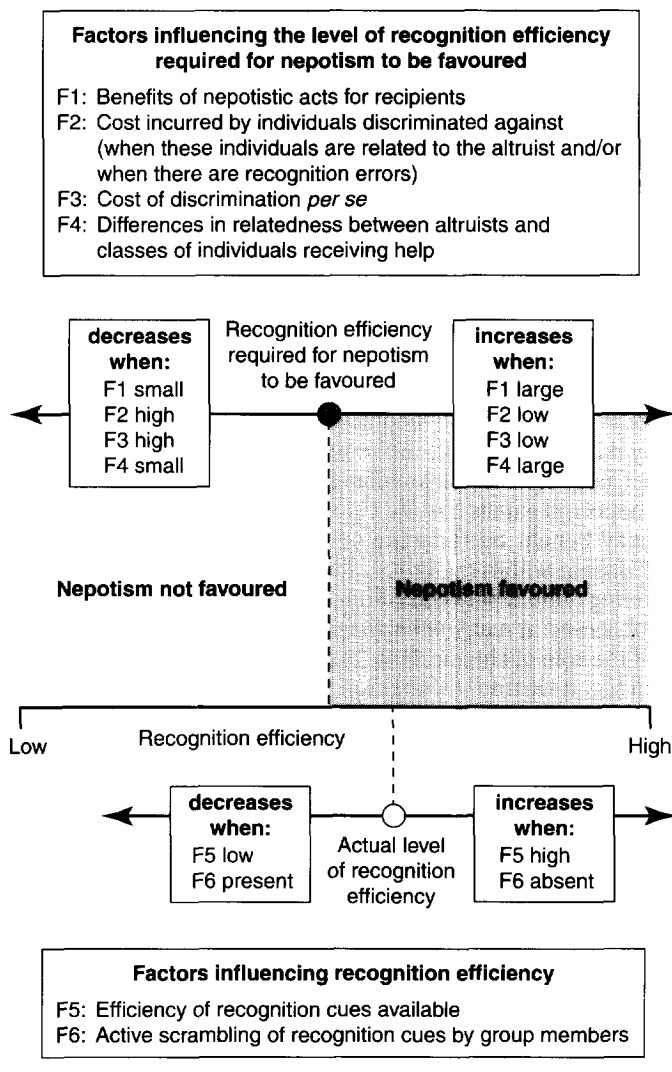 Factors influencing the level of recognition efficiency
required for nepotism to be favoured
F1: Benefits of nepotistic acts for recipients
F2: Cost incurred by individuals discriminated against
(when these individuals are related to the altruist and/or
when there are recognition errors)
F3: Cost of discrimination per se
F4: Differences in relatedness between altruists and
classes of individuals receiving help
decreases
when:
F1 small
F2 high
F3 high
F4 small
Recognition efficiency
required for nepotism
to be favoured
increases
when:
F1 large
F2 low
F3 low
F4 large
Nepotism not favoured
Nepotism favoured
Low
Recognition efficiency
High
decreases
when:
F5 low
F6 present
Actual level
of recognition
efficiency
increases
when:
F5 high
F6 absent
Factors influencing recognition efficiency
F5: Efficiency of recognition cues available
F6: Active scrambling of recognition cues by group members